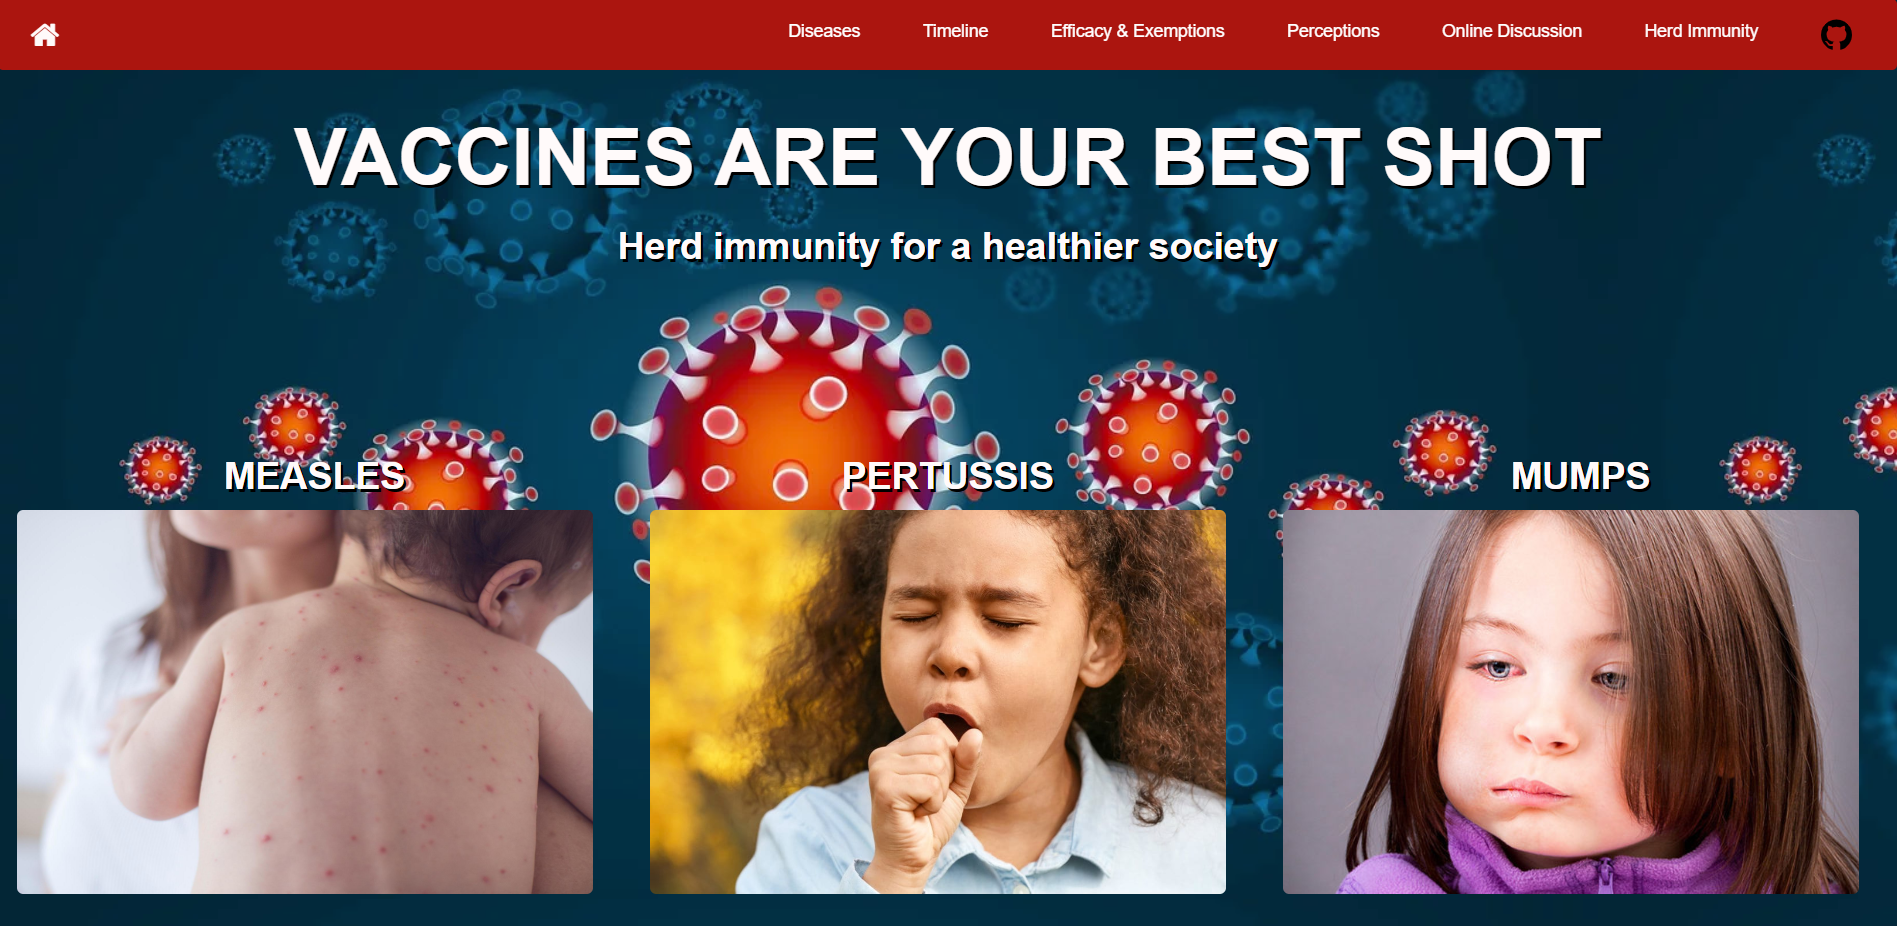 Diseases Timeline Efficacy & Exemptions Perceptions Online Discussion Herd Immunity
VACCINES ARE YOUR BEST SHOT
Herd immunity for a healthier society
MEASLES PERTUSSIS MUMPS